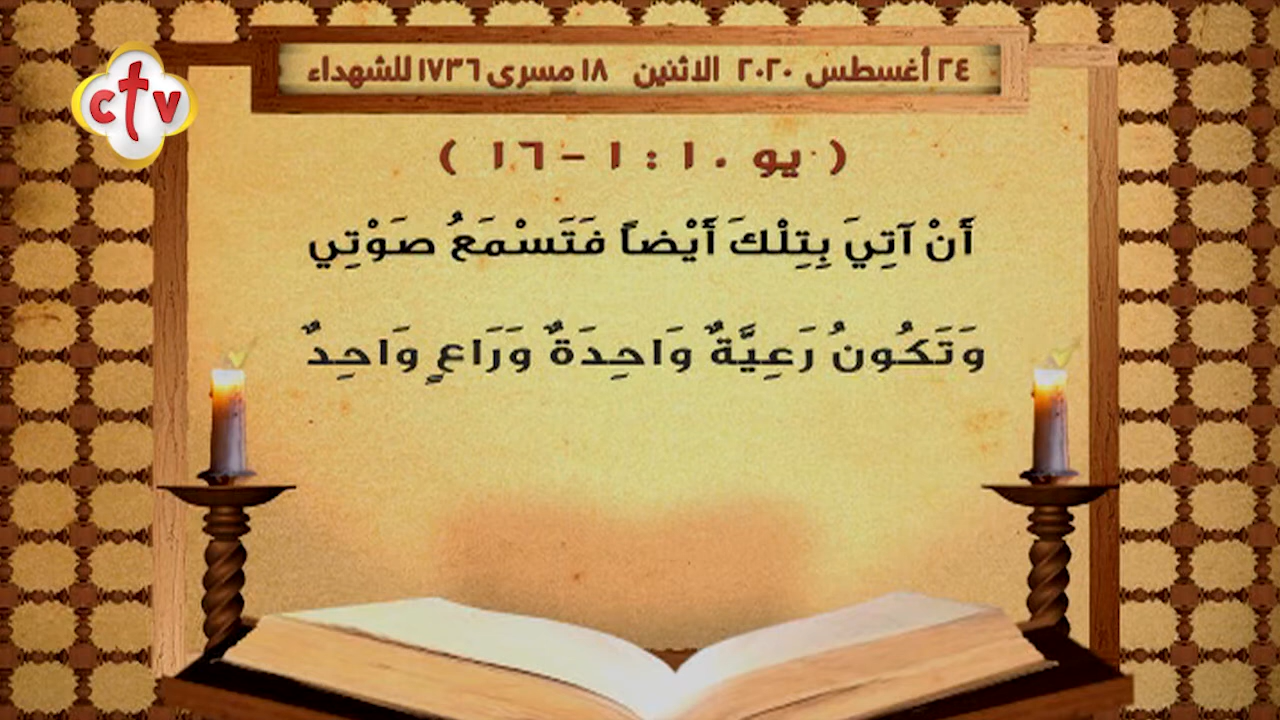 ctv
٢٤ أغسطس ٢٠٢٠ الاثنين ١٨ مسرى ١٧٣٦ للشهداء
( يو ١٠ : ١ - ١٦ )
أَنْ آتِيَ بِتِلْكَ أَيْضاً فَتَسْمَعُ صَوْتِي
وَتَكُونُ رَعِيَّةٌ وَاحِدَةٌ وَرَاعٍ وَاحِدٌ